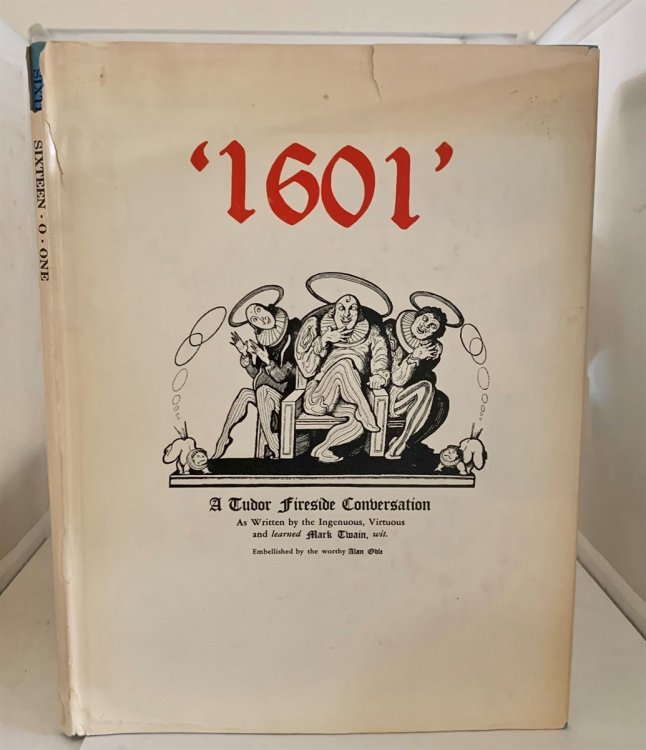 ‘1601’
A Tudor Fireside Conversation
As Written by the Ingenuous, Virtuous
and learned Mark Twain, wit.
Embellished by the worthy Alan Odle
SIXTEEN · O · ONE